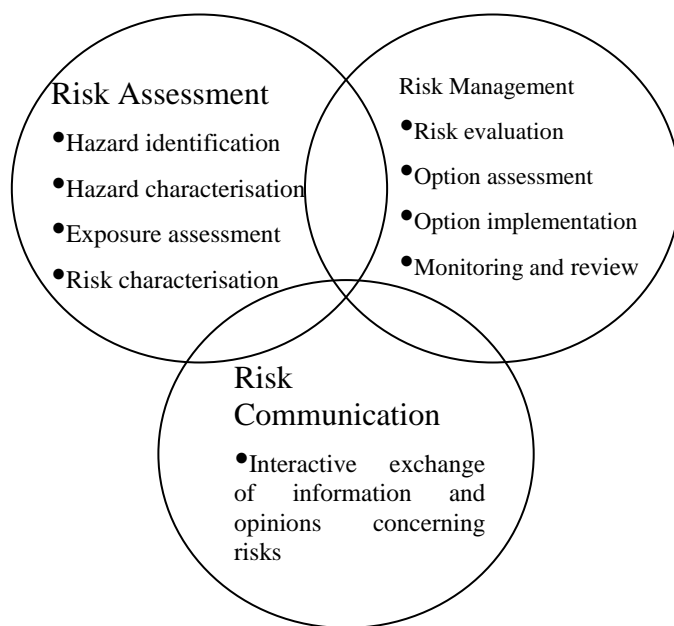 Risk Assessment
•Hazard identification
•Hazard characterisation
•Exposure assessment
•Risk characterisation
Risk Management
•Risk evaluation
•Option assessment
•Option implementation
•Monitoring and review
Risk
Communication
•Interactive exchange
of information and
opinions concerning
risks